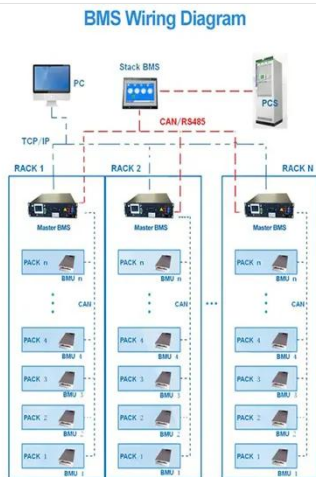 BMS Wiring Diagram
Stack BMS
PC
PCS
CAN/RS485
TCP/IP
RACK 1
RACK 2
RACK N
Master BMS
Master BMS
Master BMS
PACK n
BMU n
PACK n
BMU n
PACK n
BMU n
CAN
CAN
...
CAN
PACK 4
BMU 4
PACK 4
BMU 4
PACK 4
BMU 4
PACK 3
BMU 3
PACK 3
BMU 3
PACK 3
BMU 3
PACK 2
BMU 2
PACK 2
BMU 2
PACK 2
BMU 2
PACK 1
BMU 1
PACK 1
BMU 1
PACK 1
BMU 1